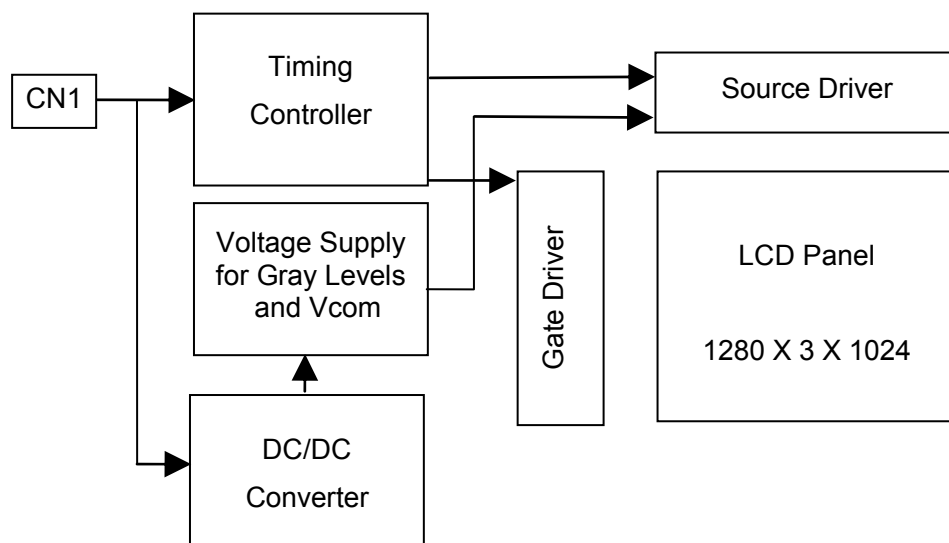 CN1
Timing
Controller
Source Driver
Voltage Supply
for Gray Levels
and Vcom
Gate Driver
LCD Panel
1280 X 3 X 1024
DC/DC
Converter